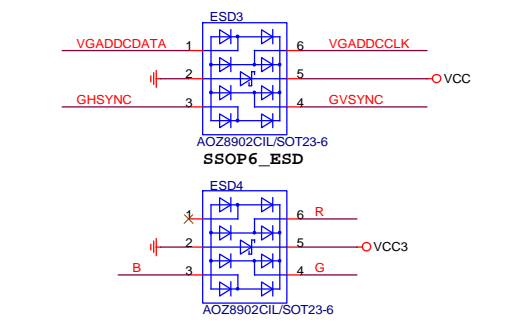 ESD3
VGADDCDATA 1 6 VGADDCCLK
2 5 VCC
GHSYNC 3 4 GVSYNC
AOZ8902CIL/SOT23-6
SSOP6_ESD
ESD4
1 6 R
2 5 VCC3
B 3 4 G
AOZ8902CIL/SOT23-6